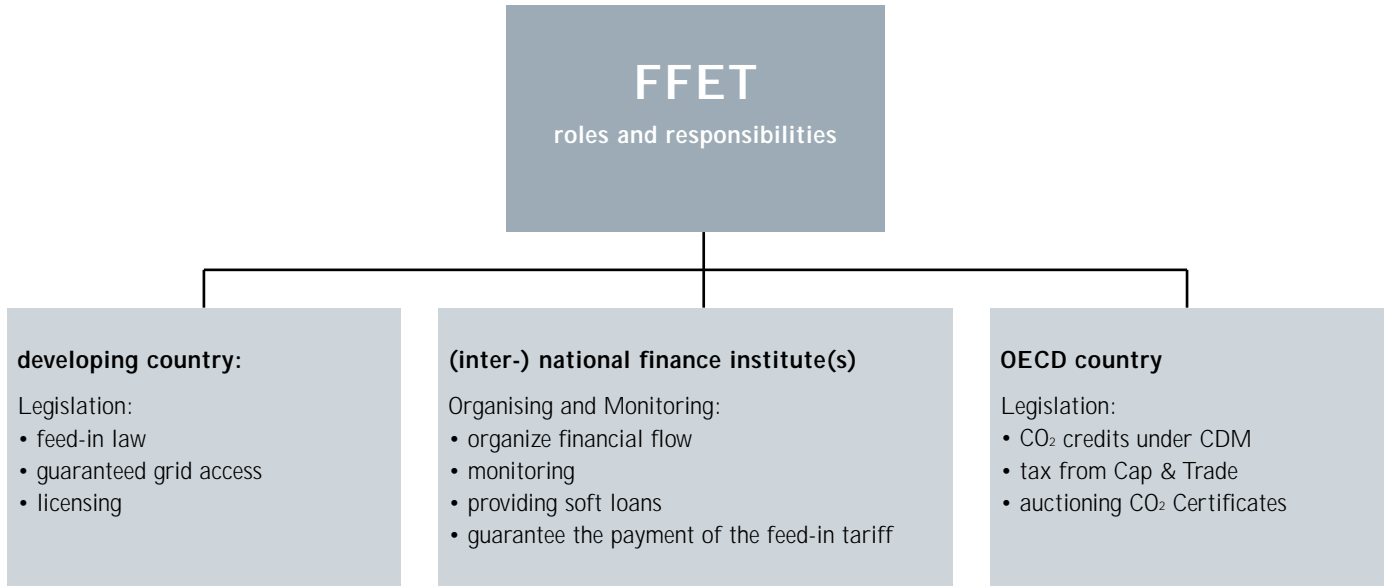 FFET
roles and responsibilities
developing country:
Legislation:
• feed-in law
• guaranteed grid access
• licensing
(inter-) national finance institute(s)
Organising and Monitoring:
• organize financial flow
• monitoring
• providing soft loans
• guarantee the payment of the feed-in tariff
OECD country
Legislation:
• CO₂ credits under CDM
• tax from Cap & Trade
• auctioning CO₂ Certificates